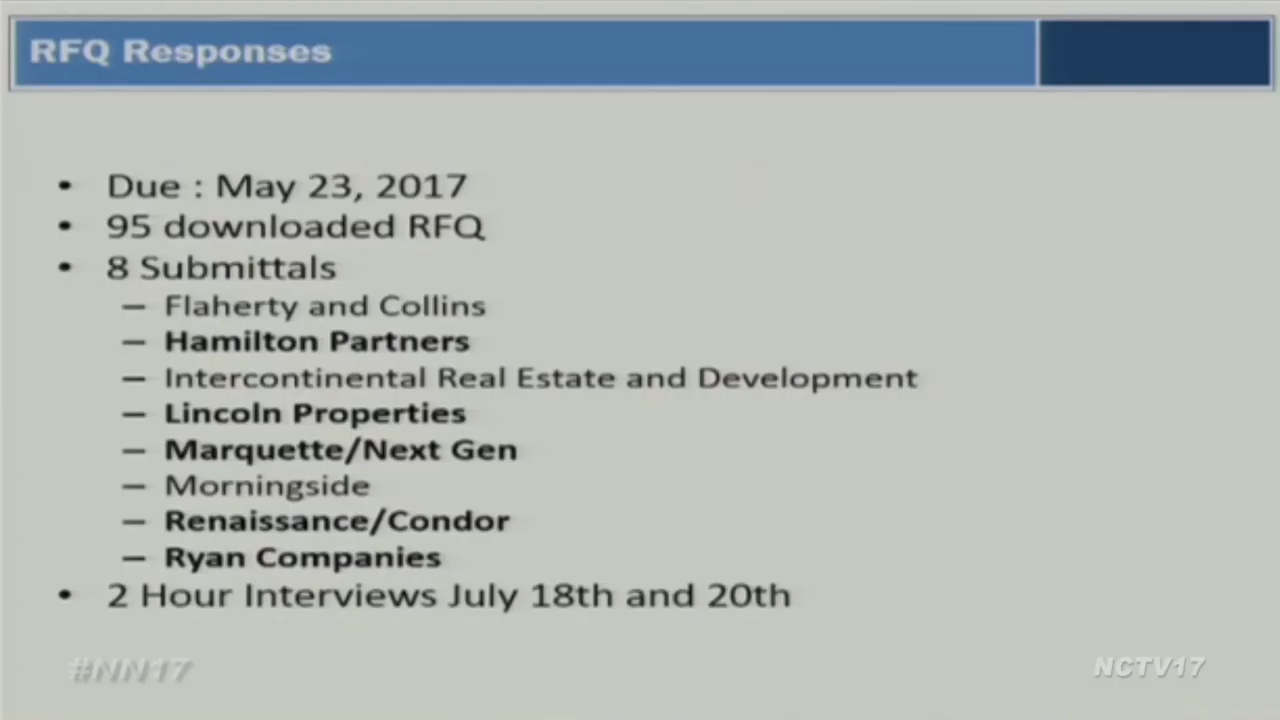 RFQ Responses
• Due : May 23, 2017
• 95 downloaded RFQ
• 8 Submittals
– Flaherty and Collins
– Hamilton Partners
– Intercontinental Real Estate and Development
– Lincoln Properties
– Marquette/Next Gen
– Morningside
– Renaissance/Condor
– Ryan Companies
• 2 Hour Interviews July 18th and 20th
#NN17
NCTV17